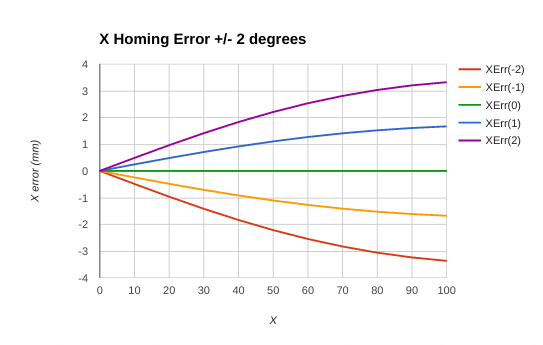 X Homing Error +/- 2 degrees
XErr(-2)
XErr(-1)
XErr(0)
XErr(1)
XErr(2)
4
3
2
1
0
-1
-2
-3
-4
X error (mm)
0 10 20 30 40 50 60 70 80 90 100
X